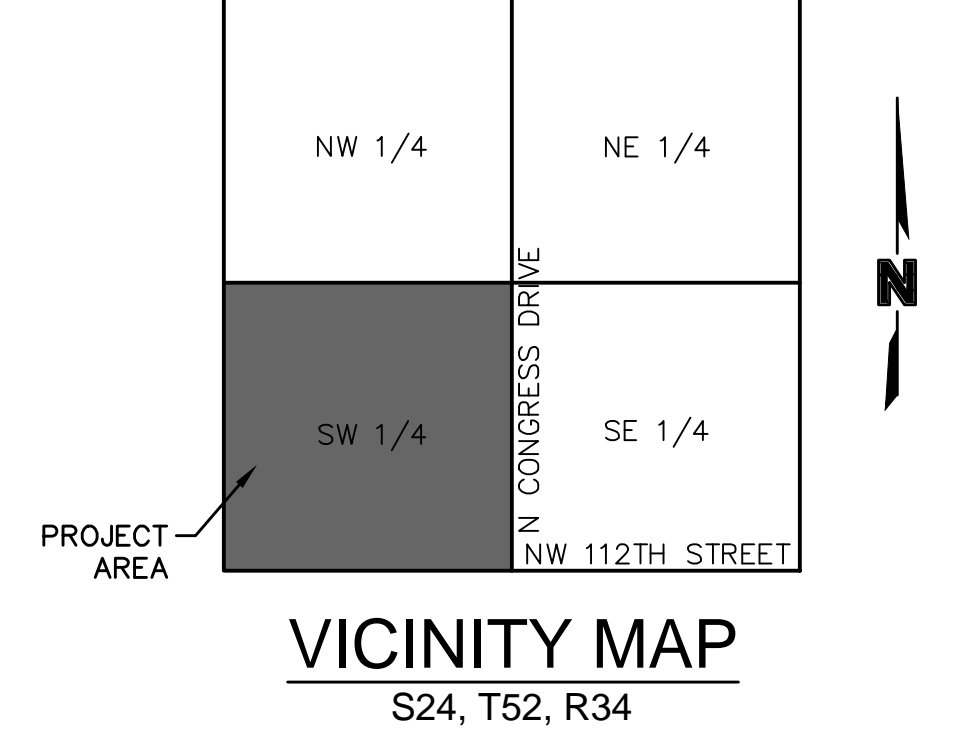 NW 1/4
NE 1/4
N
N CONGRESS DRIVE
SW 1/4
SE 1/4
PROJECT
AREA
NW 112TH STREET
VICINITY MAP
S24, T52, R34